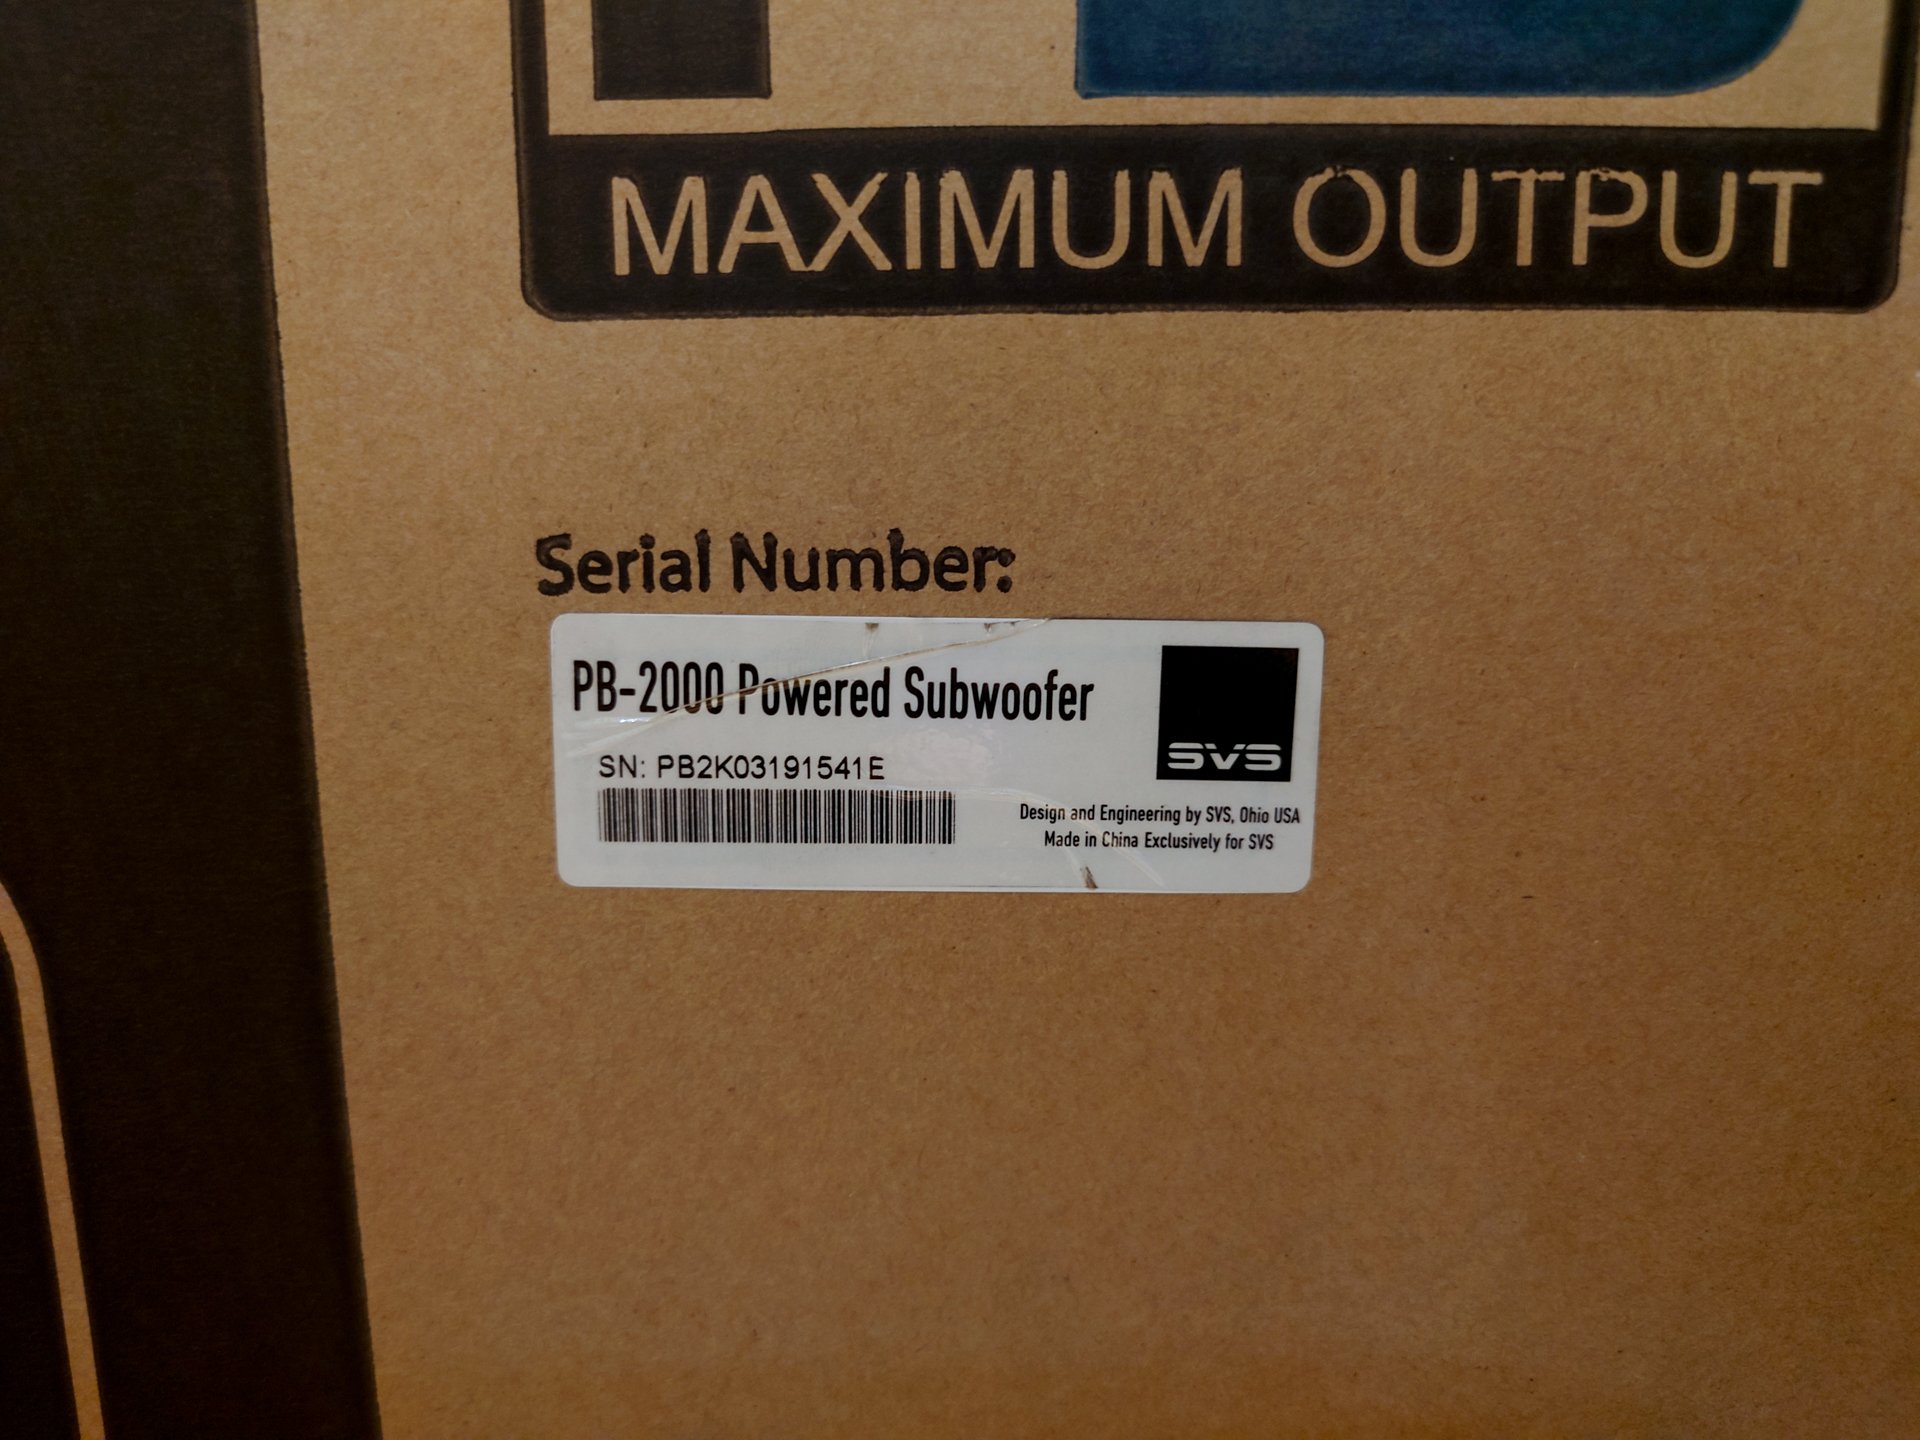 MAXIMUM OUTPUT
Serial Number:
PB-2000 Powered Subwoofer
SVS
SN: PB2K03191541E
Design and Engineering by SVS, Ohio USA
Made in China Exclusively for SVS